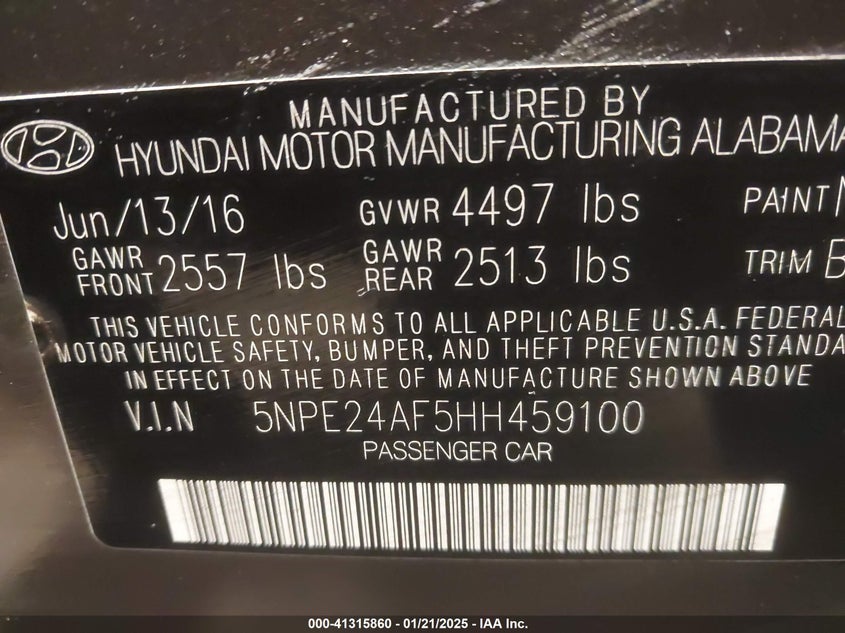 MANUFACTURED BY
HYUNDAI MOTOR MANUFACTURING ALABAMA
Jun/13/16 GVWR 4497 lbs PAINT
GAWR FRONT 2557 lbs GAWR REAR 2513 lbs TRIM
THIS VEHICLE CONFORMS TO ALL APPLICABLE U.S.A. FEDERAL
MOTOR VEHICLE SAFETY, BUMPER, AND THEFT PREVENTION STANDA
IN EFFECT ON THE DATE OF MANUFACTURE SHOWN ABOVE
V.I.N 5NPE24AF5HH459100
PASSENGER CAR
000-41315860 - 01/21/2025 - IAA Inc.